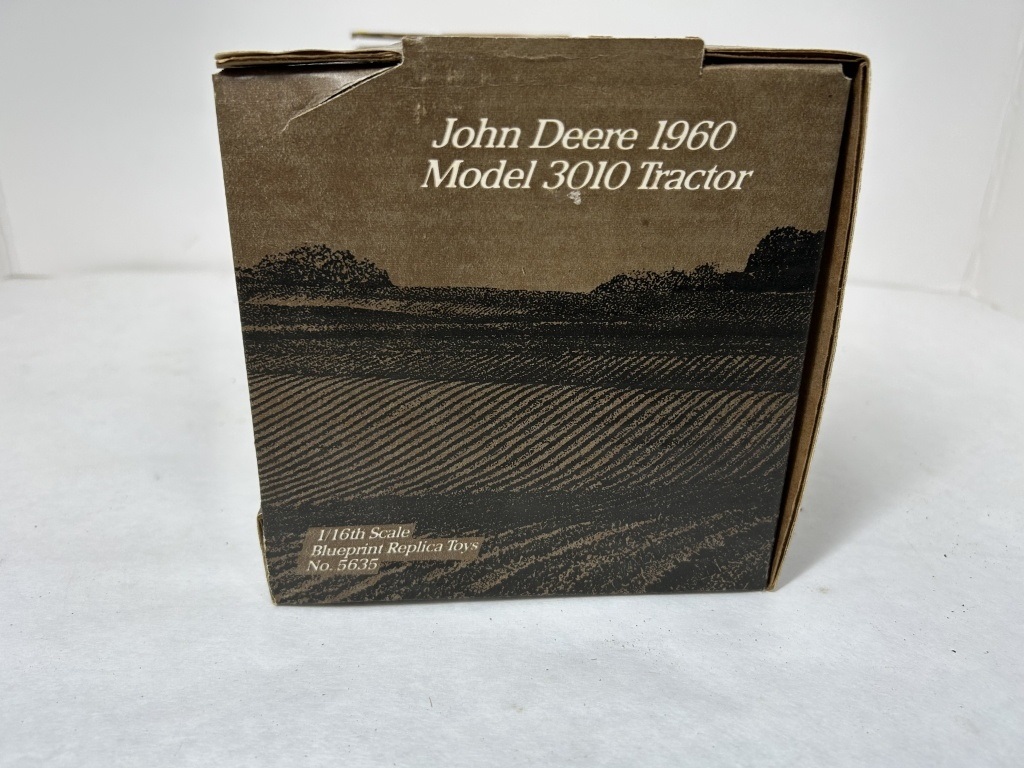 John Deere 1960
Model 3010 Tractor
1/16th Scale
Blueprint Replica Toys
No. 5635